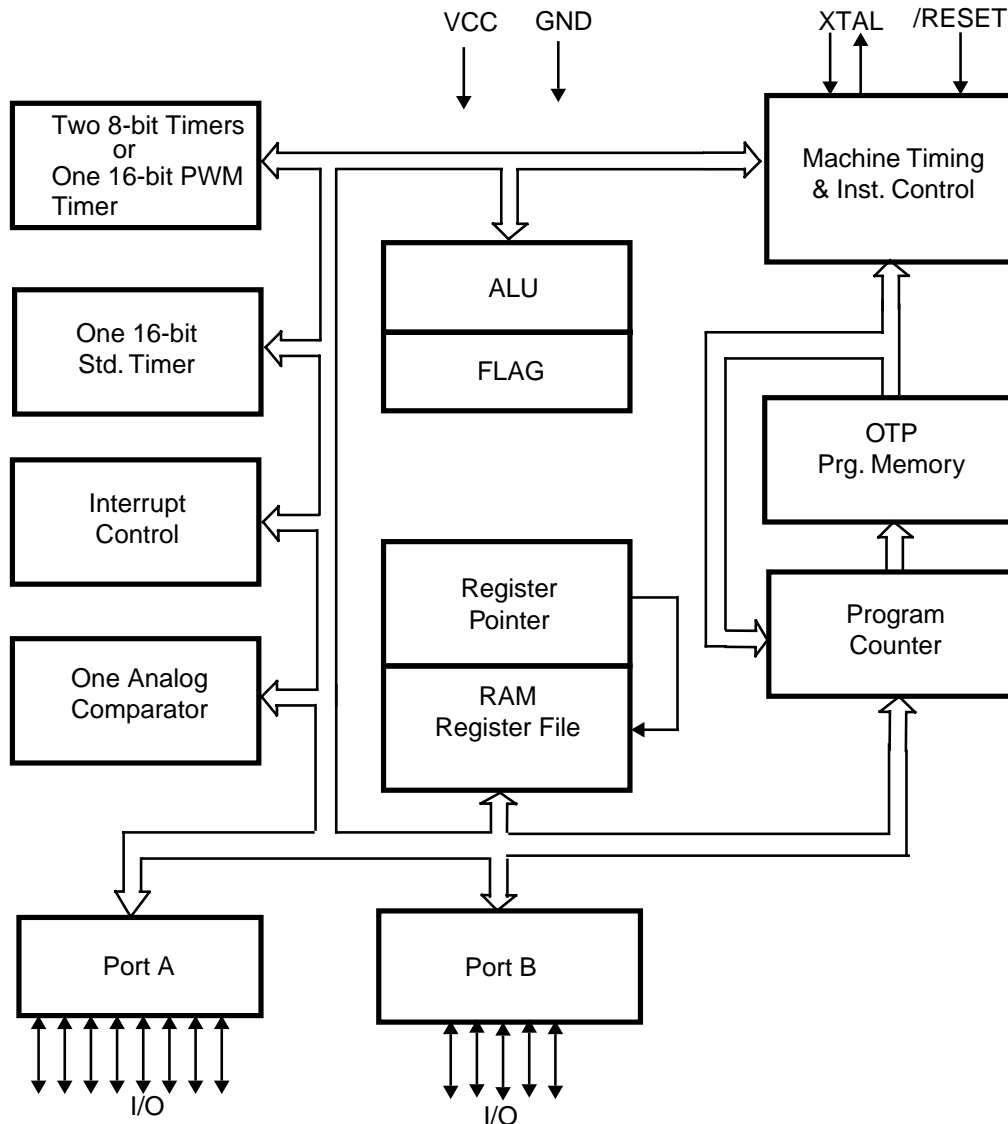 VCC
GND
XTAL
/RESET
Two 8-bit Timers
or
One 16-bit PWM
Timer
Machine Timing
& Inst. Control
ALU
FLAG
One 16-bit
Std. Timer
OTP
Prg. Memory
Interrupt
Control
Register
Pointer
RAM
Register File
Program
Counter
One Analog
Comparator
Port A
Port B
I/O
I/O